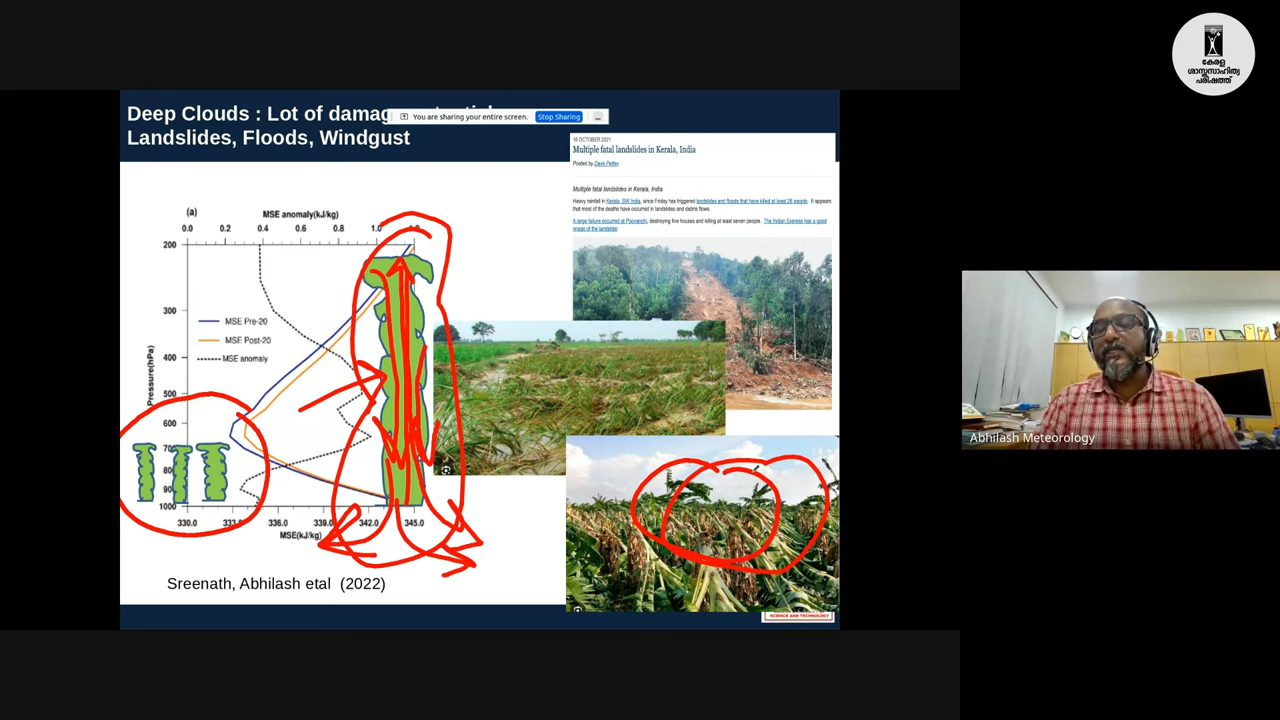 കേരള
ശാസ്ത്രസാഹിത്യ
പരിഷത്ത്
Deep Clouds : Lot of damag
Landslides, Floods, Windgust
You are sharing your entire screen.
Stop Sharing
...
18 OCTOBER 2021
Multiple fatal landslides in Kerala, India
Posted by Dave Petley
Multiple fatal landslides in Kerala, India
Heavy rainfall in Kerala, SW India, since Friday has triggered landslides and floods that have killed at least 26 people. It appears
that most of the deaths have occurred in landslides and debris flows.
A large failure occurred at Poovanchi, destroying five houses and killing at least seven people. The Indian Express has a good
image of the landslide:
(a)
MSE anomaly(kJ/kg)
0.0 0.2 0.4 0.6 0.8 1.0
200
300
400
500
600
1000
Pressure(hPa)
MSE Pre-20
MSE Post-20
MSE anomaly
330.0 336.0 339.0 342.0 345.0
MSE(kJ/kg)
Sreenath, Abhilash etal (2022)
SCIENCE AND TECHNOLOGY
Abhilash Meteorology